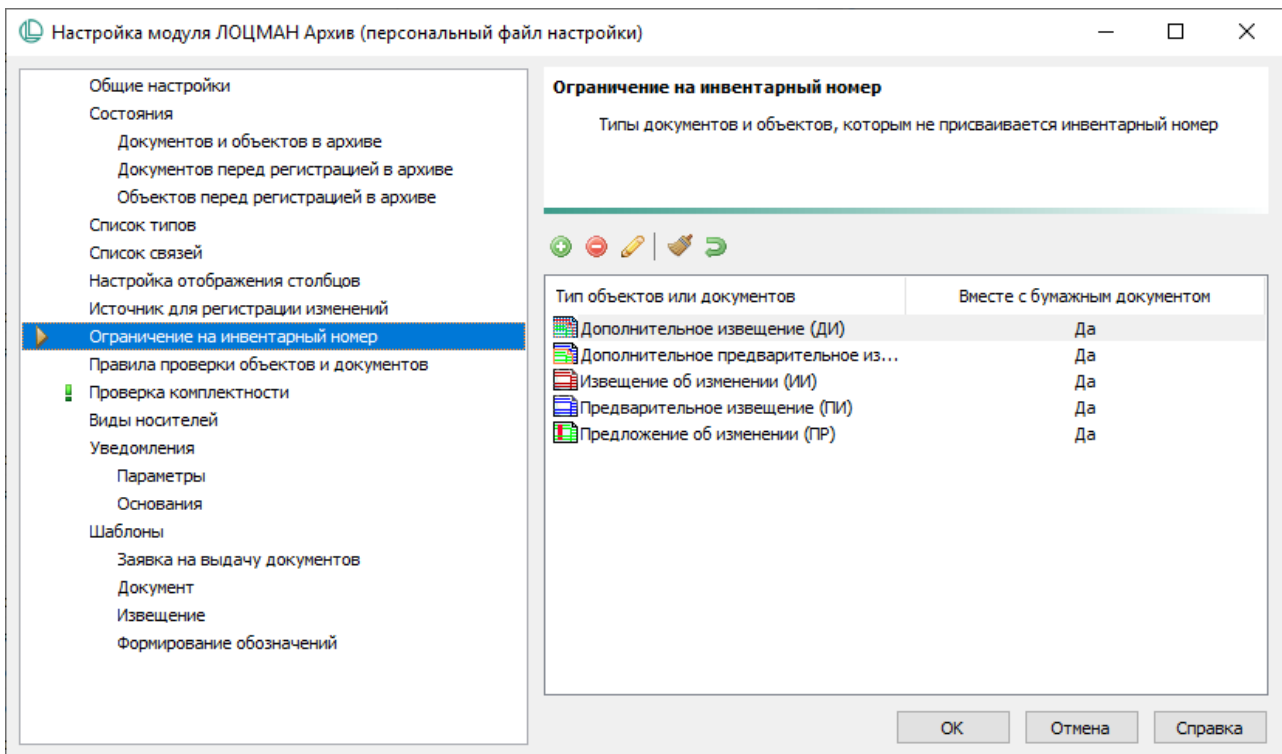 Настройка модуля ЛОЦМАН Архив (персональный файл настройки)
Общие настройки
Состояния
Документов и объектов в архиве
Документов перед регистрацией в архиве
Объектов перед регистрацией в архиве
Список типов
Список связей
Настройка отображения столбцов
Источник для регистрации изменений
Ограничение на инвентарный номер
Правила проверки объектов и документов
Проверка комплектности
Виды носителей
Уведомления
Параметры
Основания
Шаблоны
Заявка на выдачу документов
Документ
Извещение
Формирование обозначений
Ограничение на инвентарный номер
Типы документов и объектов, которым не присваивается инвентарный номер
Тип объектов или документов Вместе с бумажным документом
Дополнительное извещение (ДИ) Да
Дополнительное предварительное из... Да
Извещение об изменении (ИИ) Да
Предварительное извещение (ПИ) Да
Предложение об изменении (ПР) Да
ОК Отмена Справка